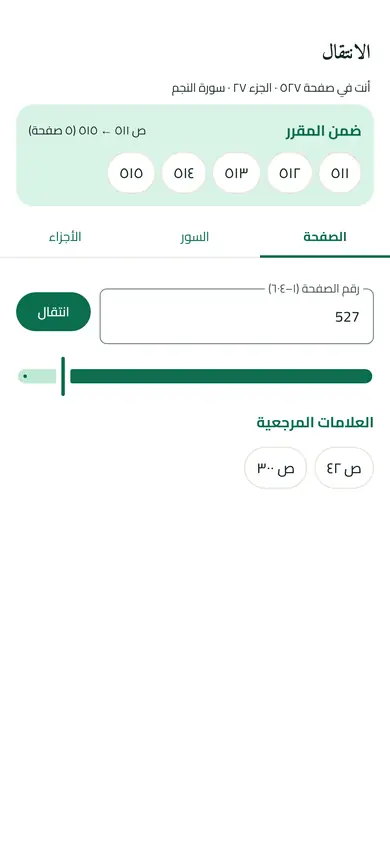 الانتقال
أنت في صفحة ٥٢٧ · الجزء ٢٧ · سورة النجم
ضمن المقرر
ص ٥١١ ← ٥١٥ (٥ صفحة)
٥١١ ٥١٢ ٥١٣ ٥١٤ ٥١٥
الصفحة السور الأجزاء
رقم الصفحة (١–٦٠٤)
527
انتقال
العلامات المرجعية
ص ٤٢ ص ٣٠٠